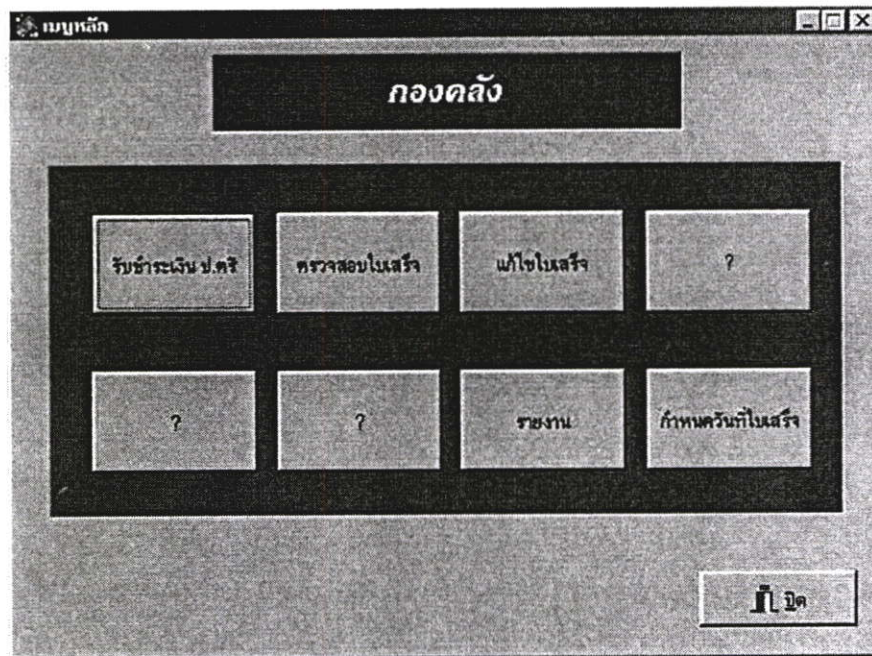 เมนูหลัก
กองคลัง
รับชำระเงิน ป.ตรี
ตรวจสอบใบเสร็จ
แก้ไขใบเสร็จ
?
?
?
รายงาน
กำหนดวันที่ใบเสร็จ
ปิด